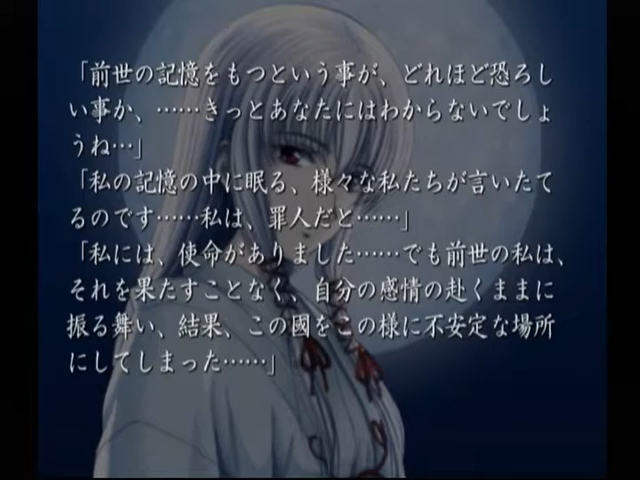 「前世の記憶をもつという事が、どれほど恐ろし
い事か、……きっとあなたにはわからないでしょ
うね…」
「私の記憶の中に眠る、様々な私たちが言いたて
るのです……私は、罪人だと……」
「私には、使命がありました……でも前世の私は、
それを果たすことなく、自分の感情の赴くままに
振る舞い、結果、この國をこの様に不安定な場所
にしてしまった……」